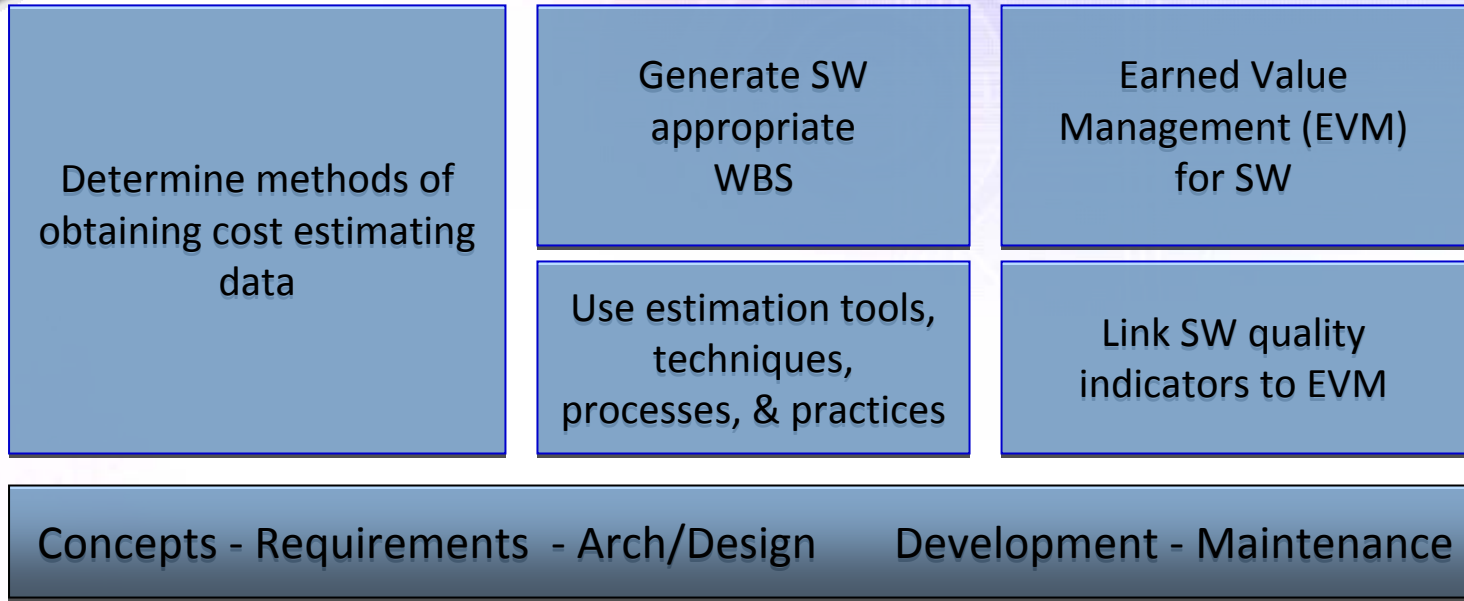 Determine methods of
obtaining cost estimating
data
Generate SW
appropriate
WBS
Earned Value
Management (EVM)
for SW
Use estimation tools,
techniques,
processes, & practices
Link SW quality
indicators to EVM
Concepts - Requirements - Arch/Design Development - Maintenance